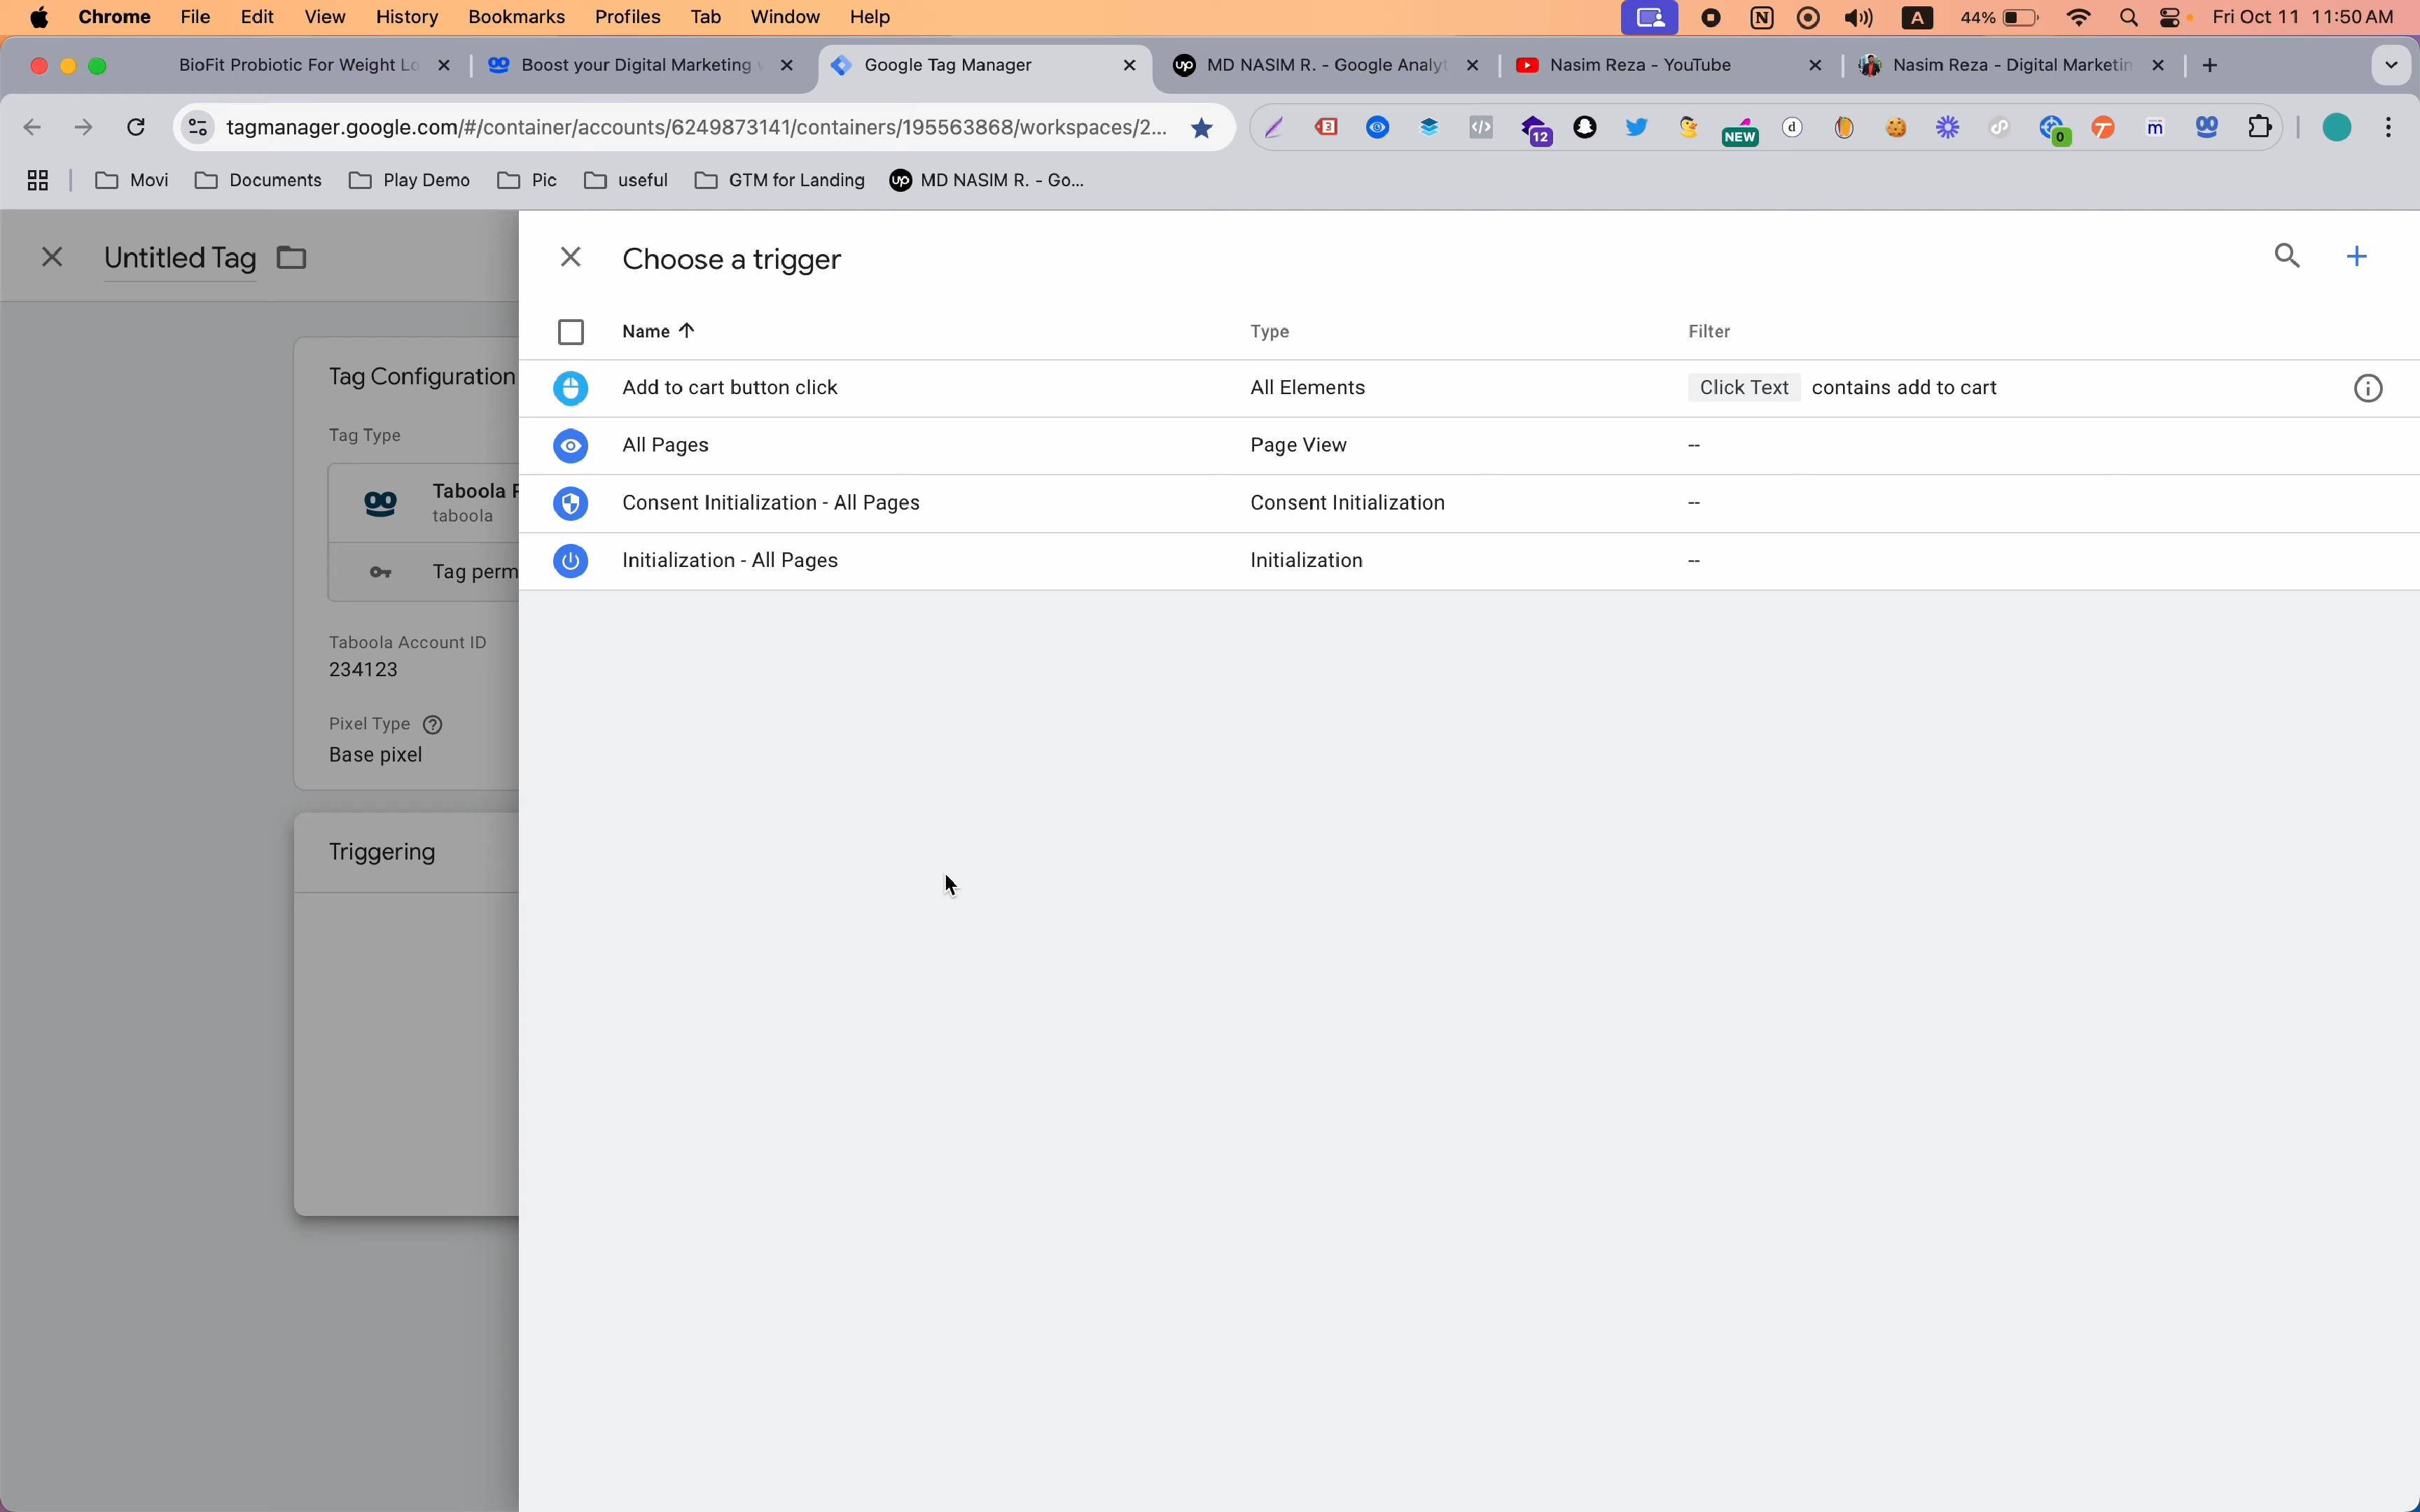 Chrome File Edit View History Bookmarks Profiles Tab Window Help A 44% Fri Oct 11 11:50 AM
BioFit Probiotic For Weight Lo Boost your Digital Marketing Google Tag Manager up MD NASIM R. - Google Analyt Nasim Reza - YouTube Nasim Reza - Digital Marketin
tagmanager.google.com/#/container/accounts/6249873141/containers/195563868/workspaces/2... 3 12 NEW d 0 m
Movi Documents Play Demo Pic useful GTM for Landing up MD NASIM R. - Go...
Untitled Tag
Choose a trigger
Name Type Filter
Add to cart button click All Elements Click Text contains add to cart
All Pages Page View --
Consent Initialization - All Pages Consent Initialization --
Initialization - All Pages Initialization --
Tag Configuration
Tag Type
Taboola P
taboola
Tag perm
Taboola Account ID
234123
Pixel Type
Base pixel
Triggering